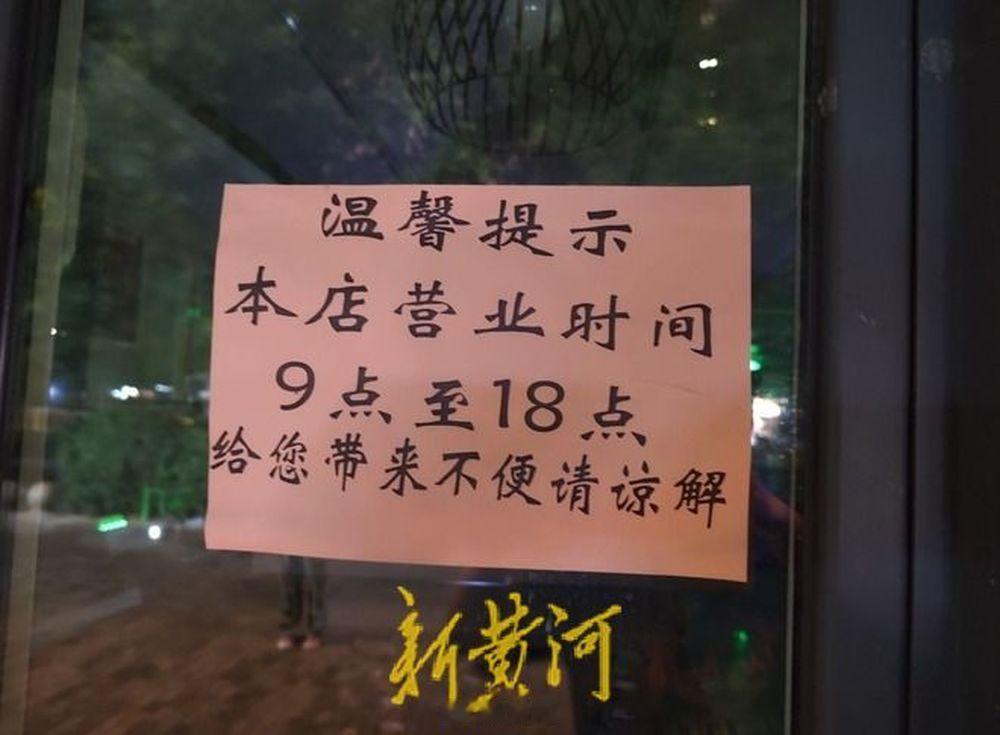 温馨提示
本店营业时间
9点至18点
给您带来不便请谅解
新黄河